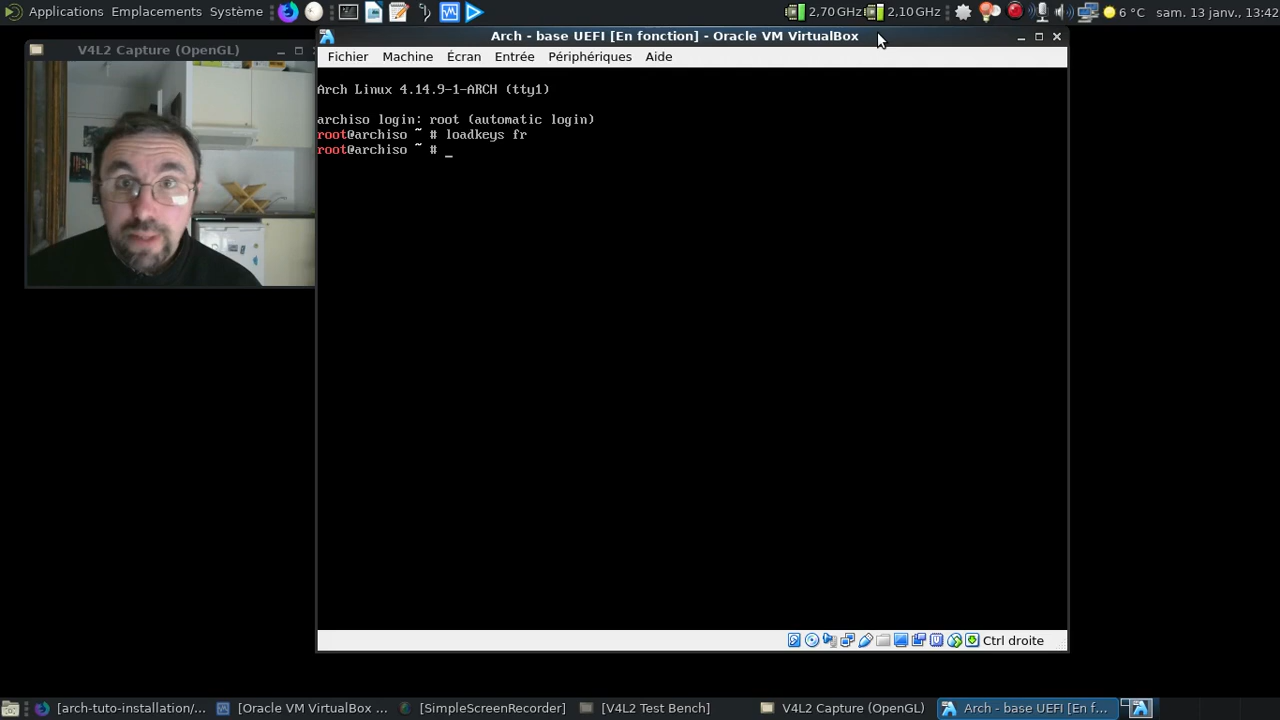 Applications Emplacements Système
2,70 GHz 2,10 GHz 6 °C sam. 13 janv., 13:42
V4L2 Capture (OpenGL)
Arch - base UEFI [En fonction] - Oracle VM VirtualBox
Fichier Machine Écran Entrée Périphériques Aide
Arch Linux 4.14.9-1-ARCH (tty1)
archiso login: root (automatic login)
root@archiso ~ # loadkeys fr
root@archiso ~ # _
Ctrl droite
[arch-tuto-installation/... [Oracle VM VirtualBox ... [SimpleScreenRecorder] [V4L2 Test Bench] V4L2 Capture (OpenGL) Arch - base UEFI [En f...